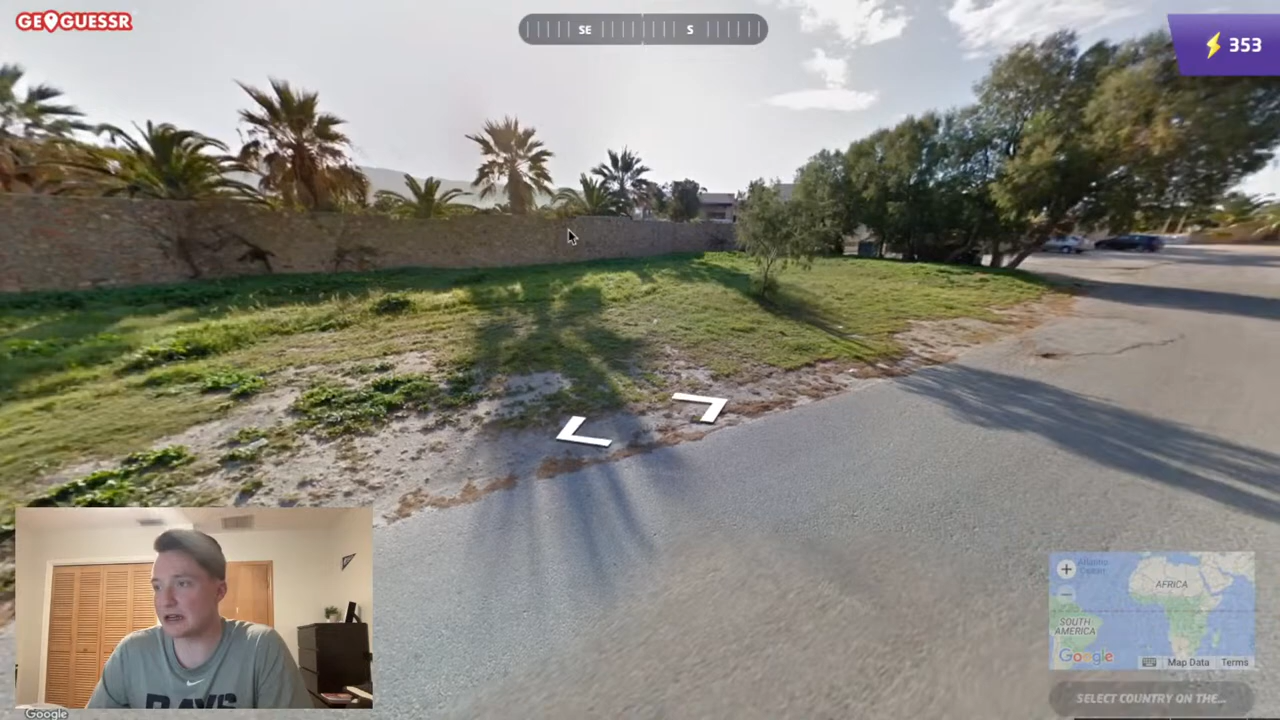 GEOGUESSR
SE
S
353
Atlantic
Ocean
AFRICA
SOUTH
AMERICA
Google
Map Data
Terms
SELECT COUNTRY ON THE...
Google